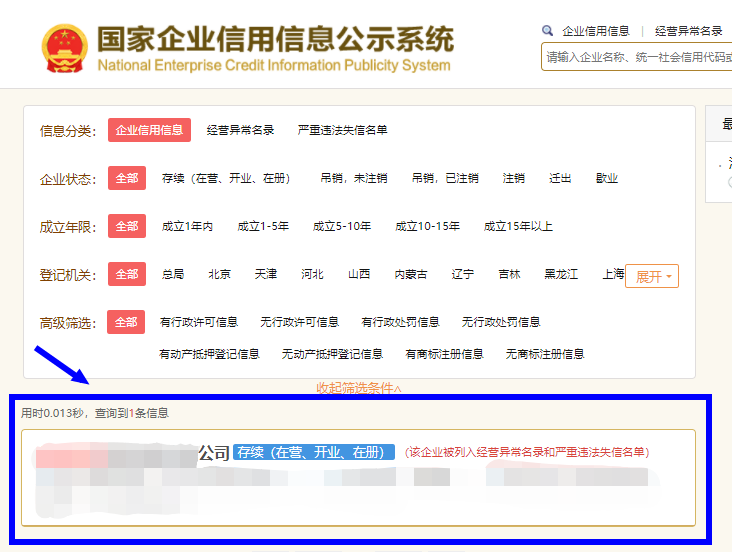 国家企业信用信息公示系统
National Enterprise Credit Information Publicity System
企业信用信息 | 经营异常名录
请输入企业名称、统一社会信用代码或
信息分类： 企业信用信息 经营异常名录 严重违法失信名单
企业状态： 全部 存续（在营、开业、在册） 吊销，未注销 吊销，已注销 注销 迁出 歇业
成立年限： 全部 成立1年内 成立1-5年 成立5-10年 成立10-15年 成立15年以上
登记机关： 全部 总局 北京 天津 河北 山西 内蒙古 辽宁 吉林 黑龙江 上海 展开
高级筛选： 全部 有行政许可信息 无行政许可信息 有行政处罚信息 无行政处罚信息
有动产抵押登记信息 无动产抵押登记信息 有商标注册信息 无商标注册信息
收起筛选条件
用时0.013秒，查询到1条信息
公司 存续（在营、开业、在册） （该企业被列入经营异常名录和严重违法失信名单）